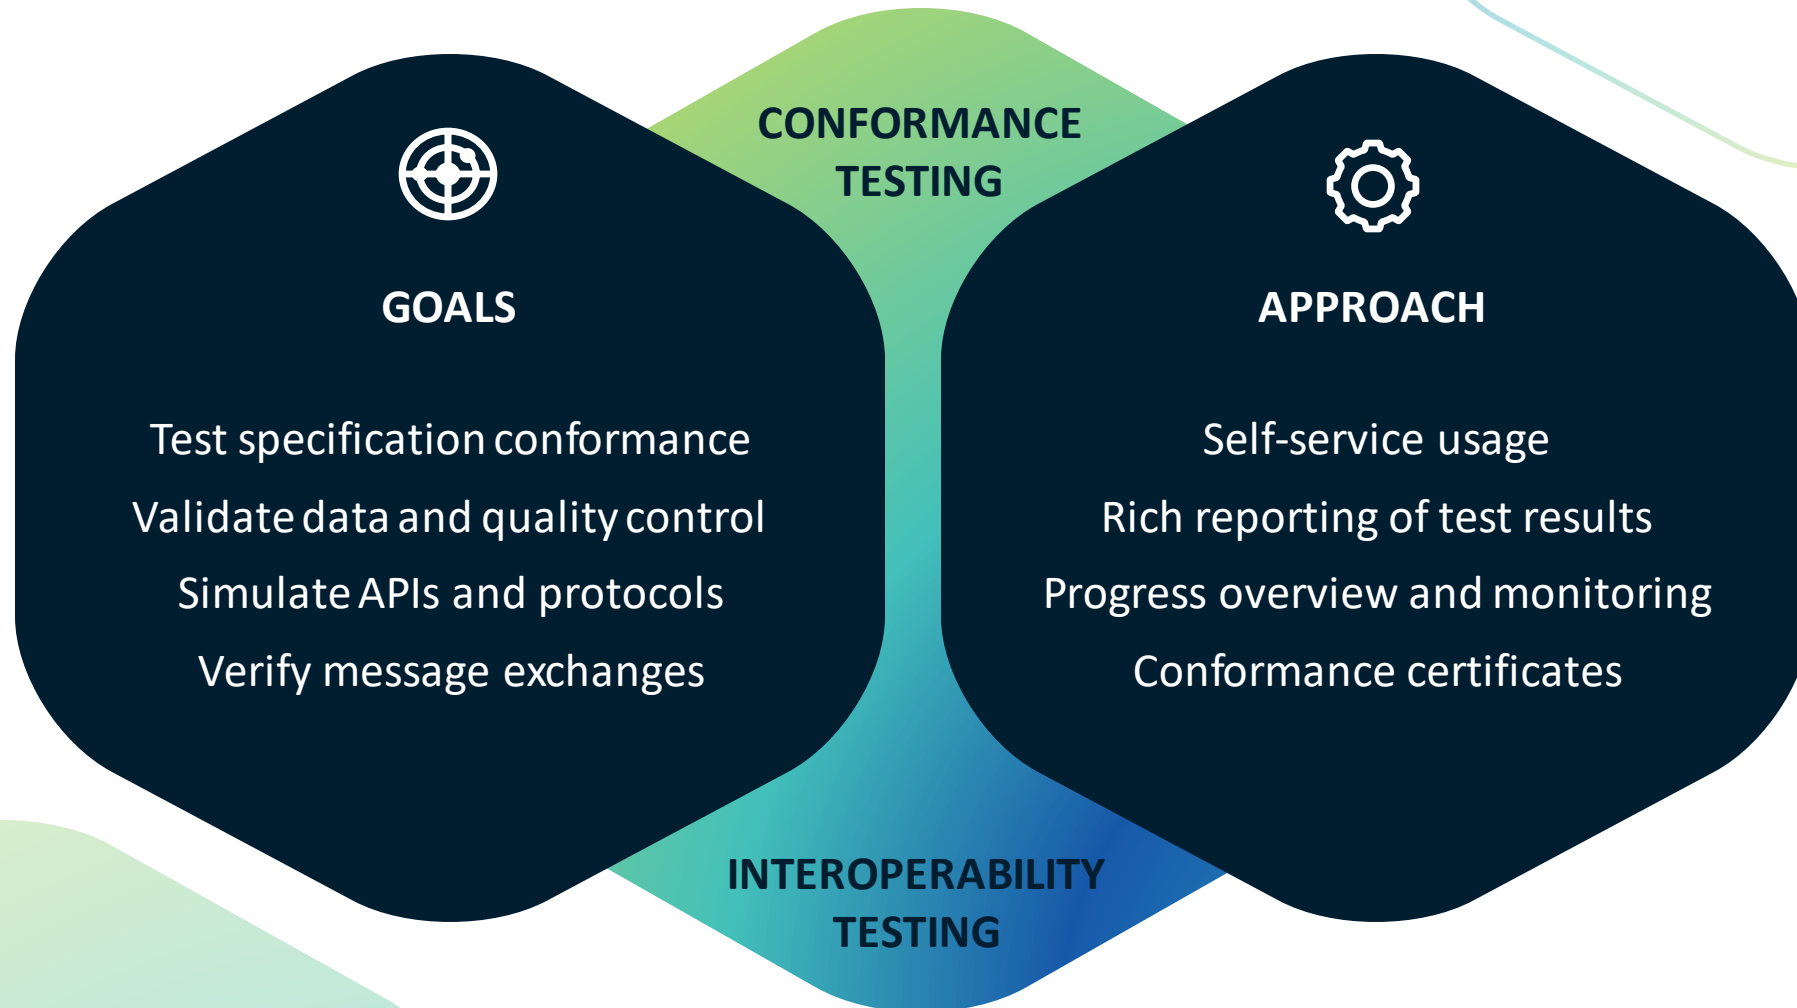 CONFORMANCE
TESTING
GOALS
Test specification conformance
Validate data and quality control
Simulate APIs and protocols
Verify message exchanges
APPROACH
Self-service usage
Rich reporting of test results
Progress overview and monitoring
Conformance certificates
INTEROPERABILITY
TESTING